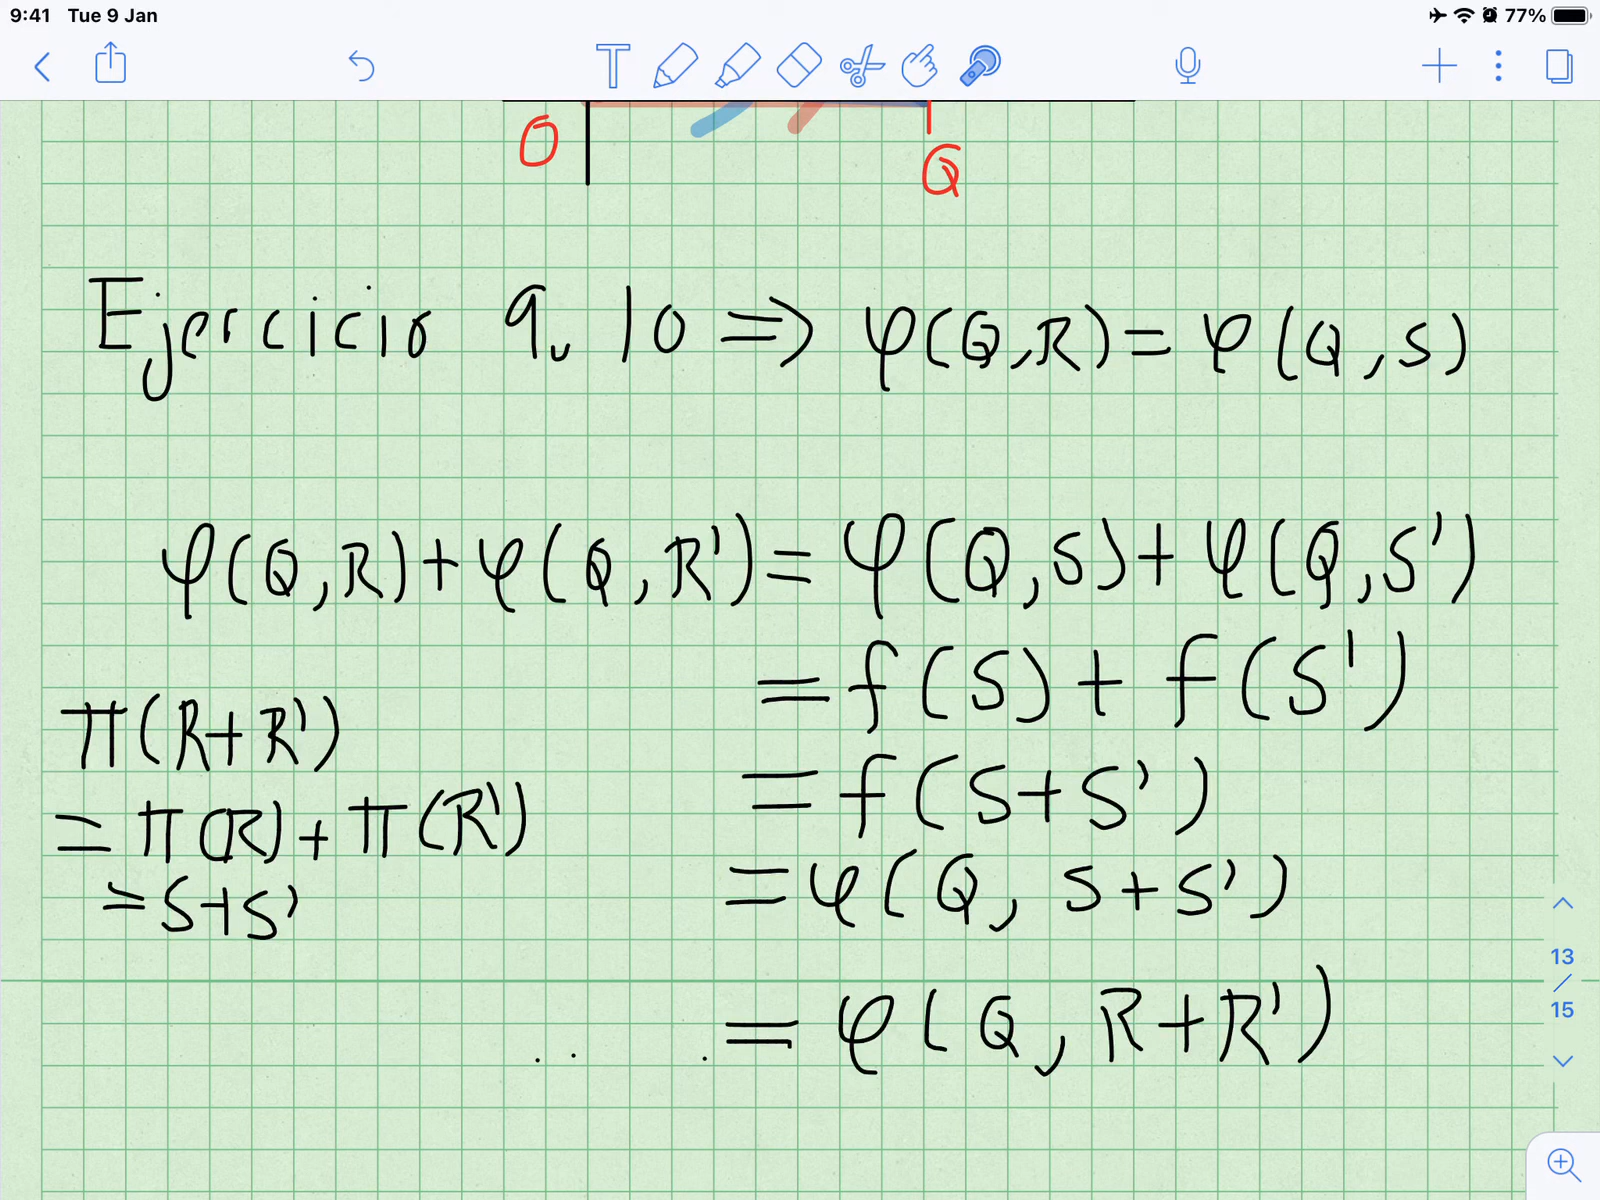 9:41 Tue 9 Jan 77%
T
O
Q
Ejercicio 9.10 ⇒ φ(Q,R) = φ(Q,S)
φ(Q,R) + φ(Q,R') = φ(Q,S) + φ(Q,S')
= f(S) + f(S')
π(R+R')
= f(S+S')
= π(R) + π(R')
= φ(Q, S+S')
= S+S'
13
/
15
= φ(Q, R+R')